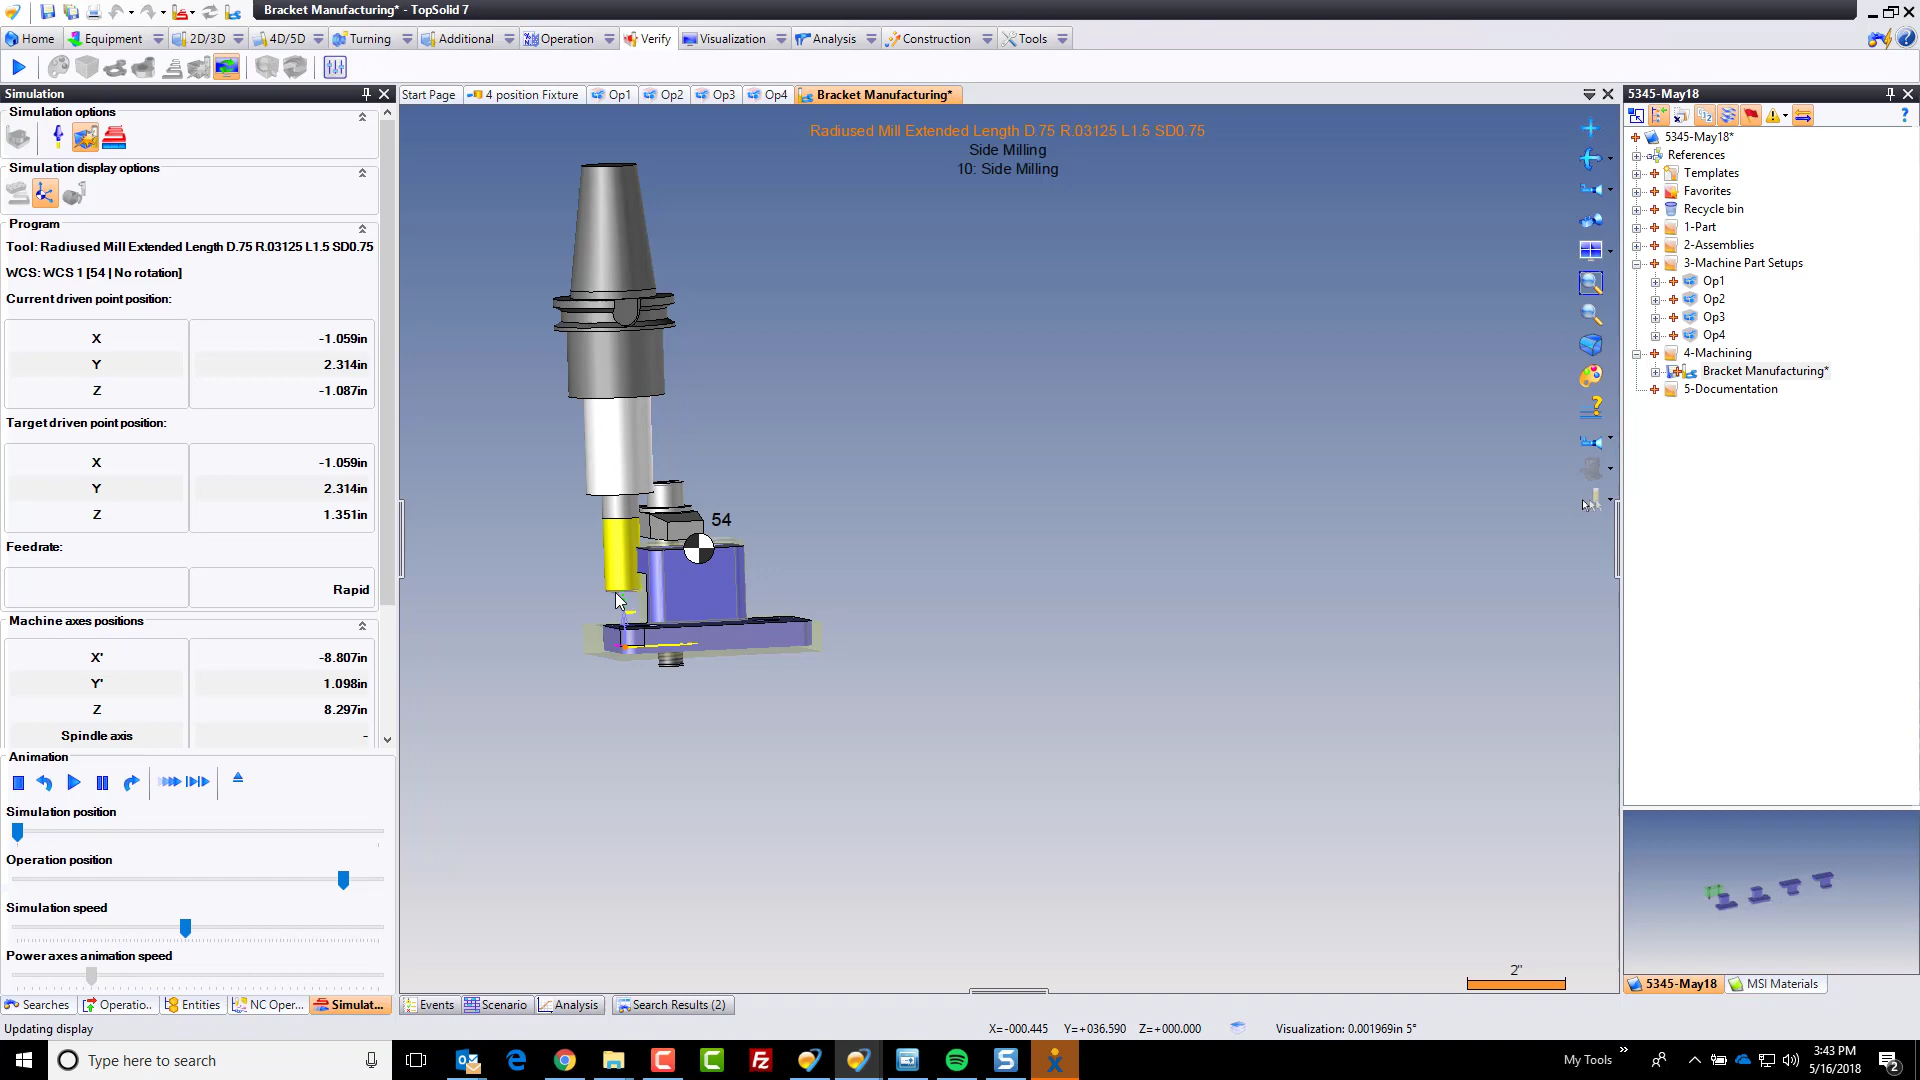 Bracket Manufacturing* - TopSolid 7
Home Equipment 2D/3D 4D/5D Turning Additional Operation Verify Visualization Analysis Construction Tools
Simulation
Start Page 4 position Fixture Op1 Op2 Op3 Op4 Bracket Manufacturing*
5345-May18
Simulation options
Simulation display options
Program
Tool: Radiused Mill Extended Length D.75 R.03125 L1.5 SD0.75
WCS: WCS 1 [54 | No rotation]
Current driven point position:
X -1.059in
Y 2.314in
Z -1.087in
Target driven point position:
X -1.059in
Y 2.314in
Z 1.351in
Feedrate:
Rapid
Machine axes positions
X' -8.807in
Y' 1.098in
Z 8.297in
Spindle axis -
Animation
Simulation position
Operation position
Simulation speed
Power axes animation speed
Searches Operatio.. Entities NC Oper... Simulat...
Updating display
Radiused Mill Extended Length D.75 R.03125 L1.5 SD0.75
Side Milling
10: Side Milling
54
2"
Events Scenario Analysis Search Results (2)
X=-000.445 Y=+036.590 Z=+000.000 Visualization: 0.001969in 5°
5345-May18*
References
Templates
Favorites
Recycle bin
1-Part
2-Assemblies
3-Machine Part Setups
Op1
Op2
Op3
Op4
4-Machining
Bracket Manufacturing*
5-Documentation
5345-May18 MSI Materials
Type here to search
My Tools
3:43 PM
5/16/2018
2